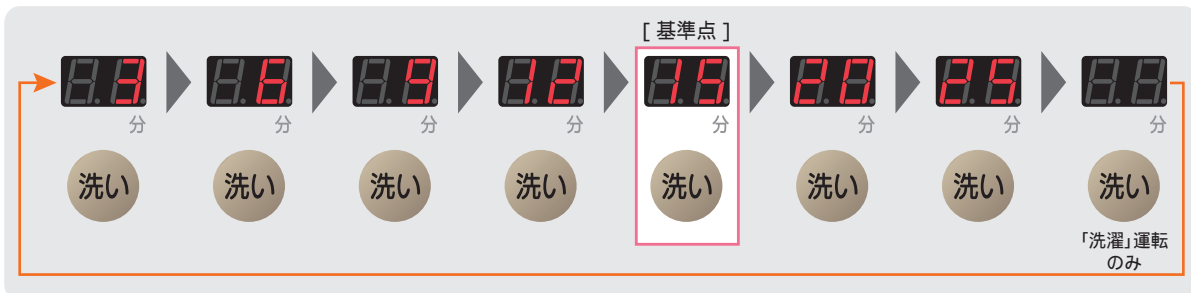 [ 基準点 ]
3 6 9 12 15 20 25
分 分 分 分 分 分 分 分
洗い 洗い 洗い 洗い 洗い 洗い 洗い 洗い
「洗濯」運転
のみ